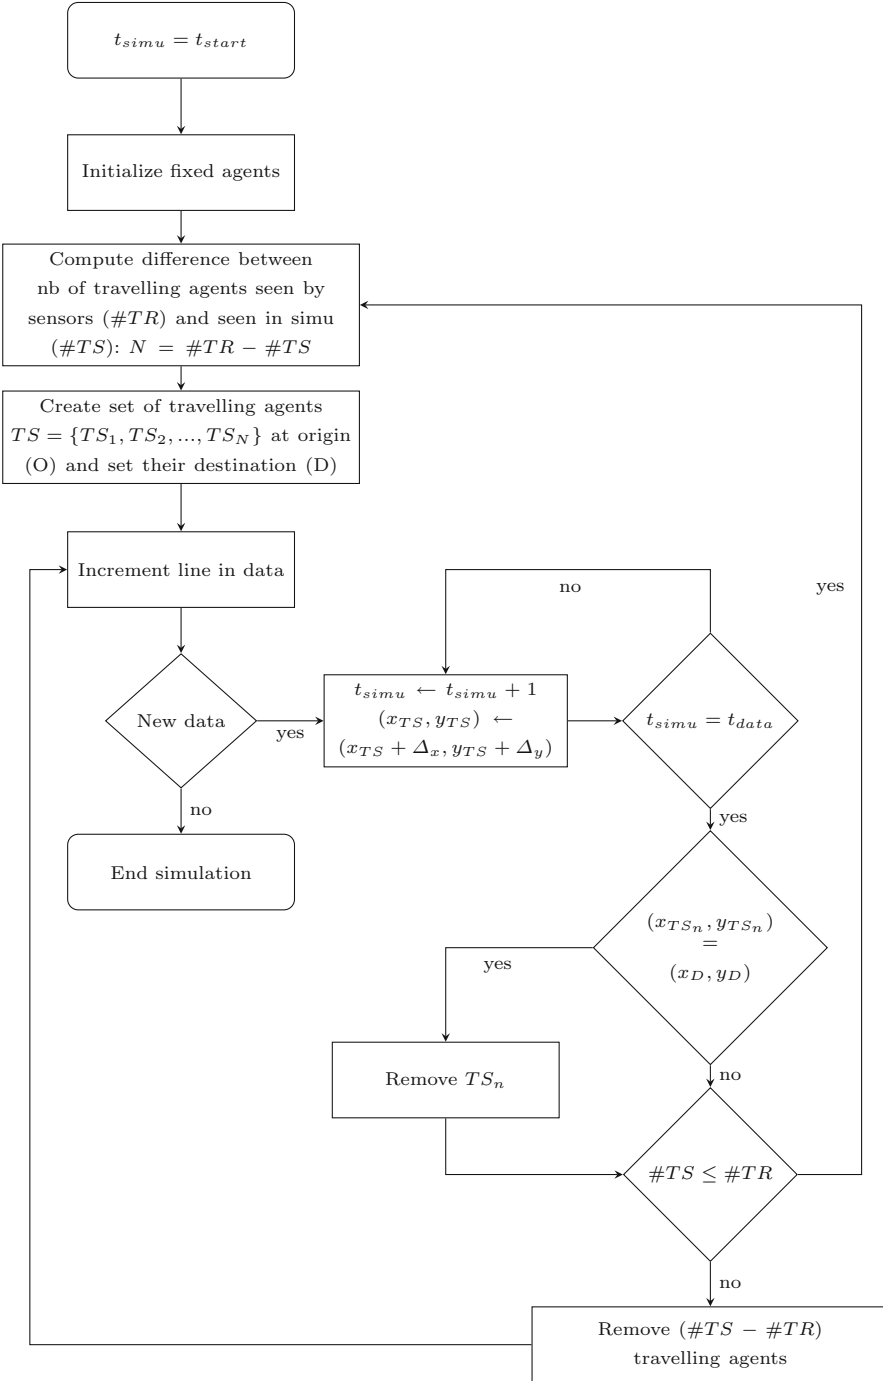 t_simu = t_start
Initialize fixed agents
Compute difference between
nb of travelling agents seen by
sensors (#TR) and seen in simu
(#TS): N = #TR − #TS
Create set of travelling agents
TS = {TS_1, TS_2, ..., TS_N} at origin
(O) and set their destination (D)
Increment line in data
no
yes
New data
yes
t_simu ← t_simu + 1
(x_TS, y_TS) ←
(x_TS + Δ_x, y_TS + Δ_y)
t_simu = t_data
no
yes
End simulation
(x_TS_n, y_TS_n)
=
(x_D, y_D)
yes
no
Remove TS_n
#TS ≤ #TR
no
Remove (#TS − #TR)
travelling agents